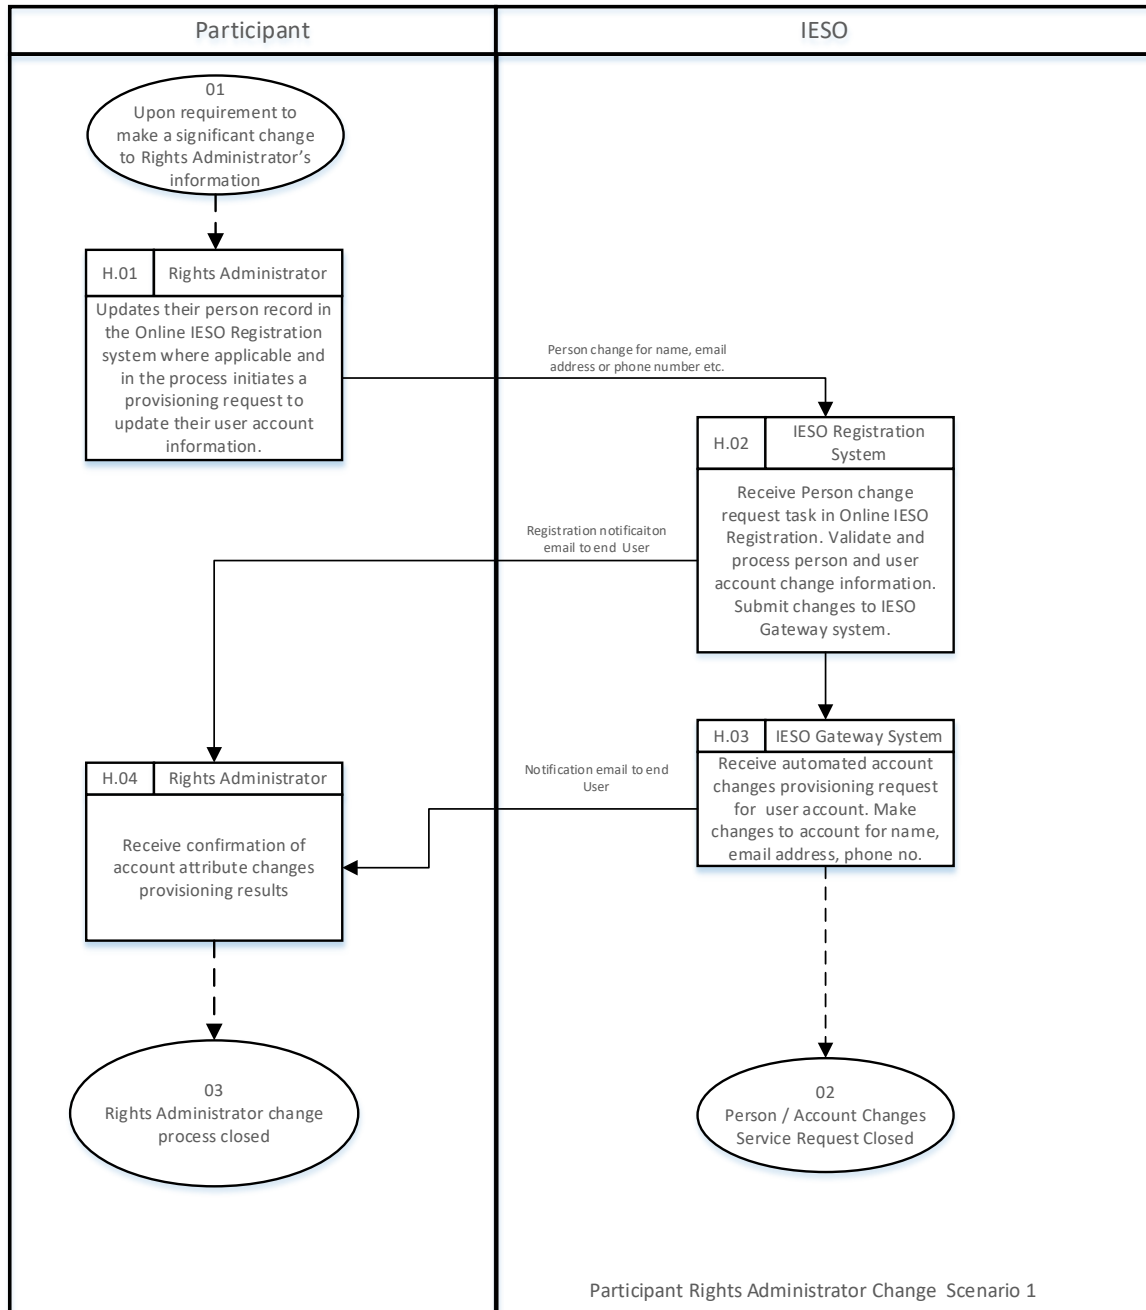 Participant
IESO
01
Upon requirement to
make a significant change
to Rights Administrator's
information
H.01
Rights Administrator
Updates their person record in
the Online IESO Registration
system where applicable and
in the process initiates a
provisioning request to
update their user account
information.
Person change for name, email
address or phone number etc.
H.02
IESO Registration
System
Receive Person change
request task in Online IESO
Registration. Validate and
process person and user
account change information.
Submit changes to IESO
Gateway system.
Registration notificaiton
email to end User
H.03
IESO Gateway System
Receive automated account
changes provisioning request
for user account. Make
changes to account for name,
email address, phone no.
Notification email to end
User
H.04
Rights Administrator
Receive confirmation of
account attribute changes
provisioning results
03
Rights Administrator change
process closed
02
Person / Account Changes
Service Request Closed
Participant Rights Administrator Change Scenario 1